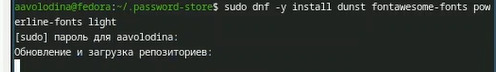 aavolodina@fedora:~/.password-store$ sudo dnf -y install dunst fontawesome-fonts pow
erline-fonts light
[sudo] пароль для aavolodina:
Обновление и загрузка репозиториев: